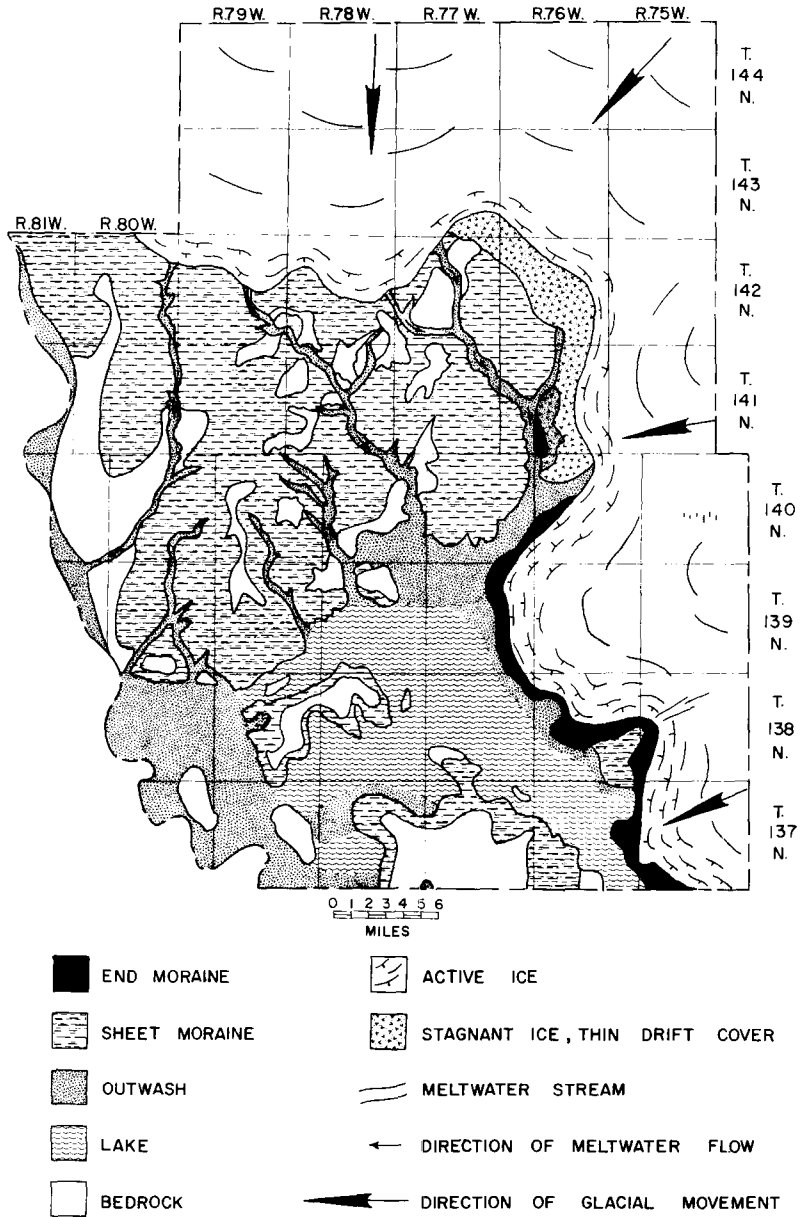 R.79W. R.78W. R.77W. R.76W. R.75W.
T. 144 N.
T. 143 N.
R.81W. R.80W.
T. 142 N.
T. 141 N.
T. 140 N.
T. 139 N.
T. 138 N.
T. 137 N.
0 1 2 3 4 5 6
MILES
END MORAINE
ACTIVE ICE
SHEET MORAINE
STAGNANT ICE, THIN DRIFT COVER
OUTWASH
MELTWATER STREAM
LAKE
DIRECTION OF MELTWATER FLOW
BEDROCK
DIRECTION OF GLACIAL MOVEMENT